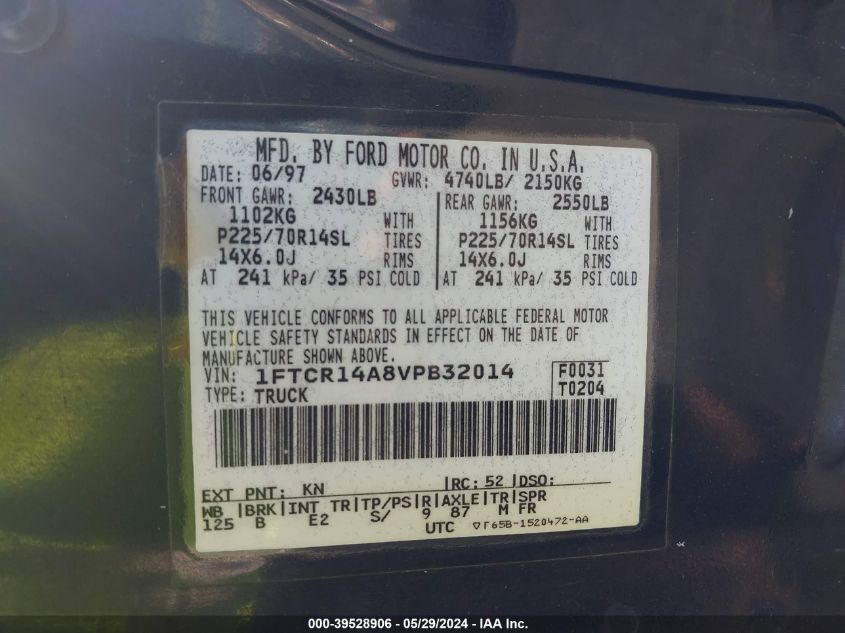 MFD. BY FORD MOTOR CO. IN U.S.A.
DATE: 06/97 GVWR: 4740LB/ 2150KG
FRONT GAWR: 2430LB REAR GAWR: 2550LB
1102KG WITH 1156KG WITH
P225/70R14SL TIRES P225/70R14SL TIRES
14X6.0J RIMS 14X6.0J RIMS
AT 241 kPa/ 35 PSI COLD AT 241 kPa/ 35 PSI COLD
THIS VEHICLE CONFORMS TO ALL APPLICABLE FEDERAL MOTOR
VEHICLE SAFETY STANDARDS IN EFFECT ON THE DATE OF
MANUFACTURE SHOWN ABOVE.
VIN: 1FTCR14A8VPB32014 F0031
TYPE: TRUCK T0204
EXT PNT: KN RC: 52 DSO:
WB BRK INT TR TP/PS R AXLE TR SPR
125 B E2 S/ 9 87 M FR
UTC ▽F65B-1520472-AA
000-39528906 - 05/29/2024 - IAAI.com